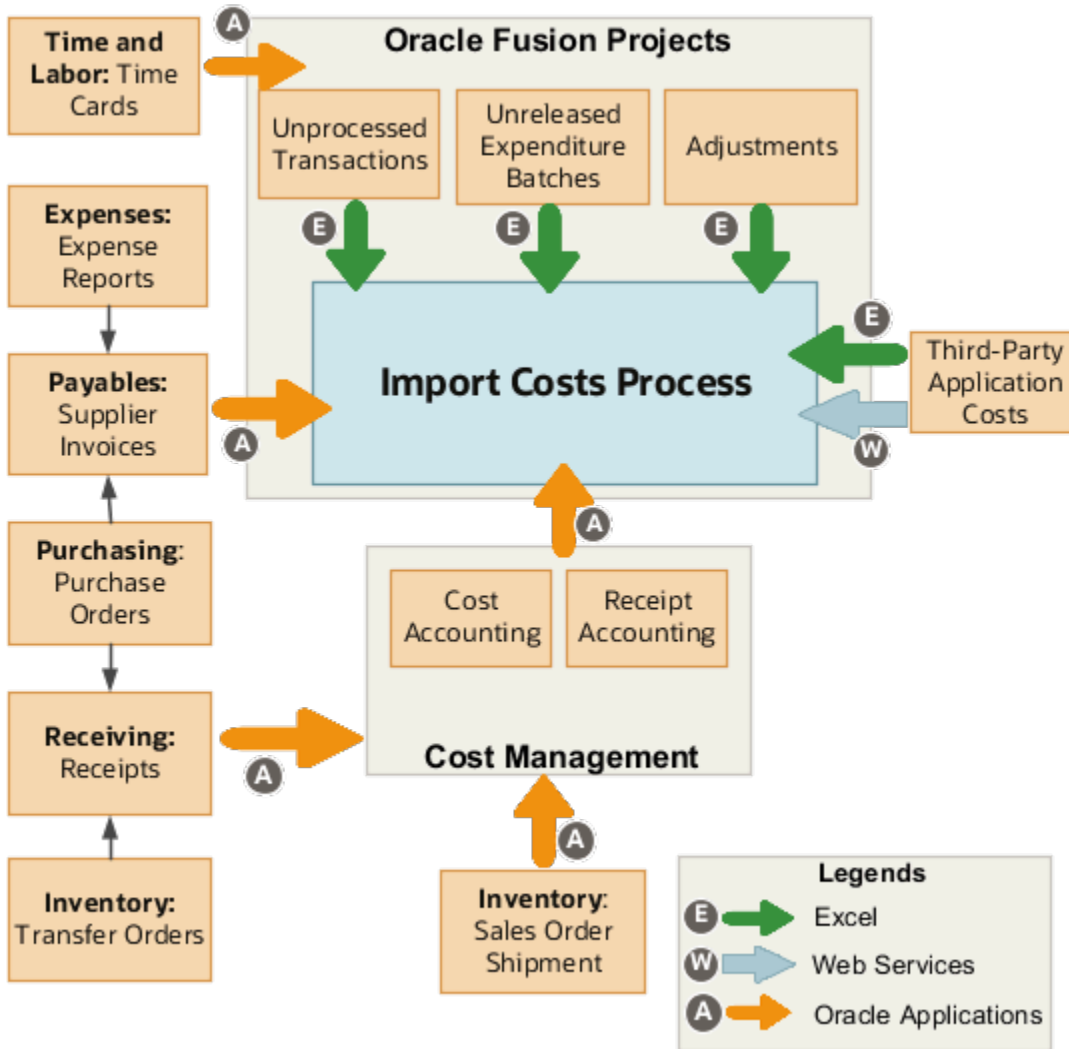 A
Oracle Fusion Projects
Time and
Labor: Time
Cards
Unprocessed
Transactions
Unreleased
Expenditure
Batches
Adjustments
Expenses:
Expense
Reports
E
E
E
E
Import Costs Process
Third-Party
Application
Costs
W
Payables:
Supplier
Invoices
A
A
Purchasing:
Purchase
Orders
Cost
Accounting
Receipt
Accounting
Cost Management
Receiving:
Receipts
A
A
Inventory:
Transfer Orders
Inventory:
Sales Order
Shipment
Legends
E Excel
W Web Services
A Oracle Applications